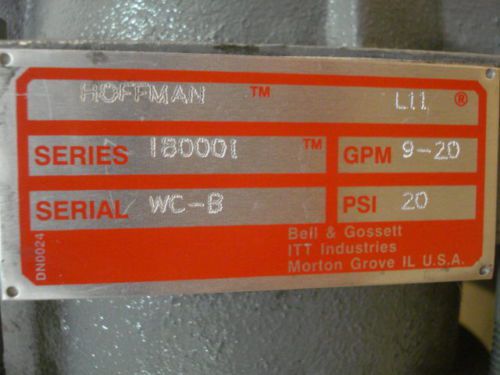 HOFFMAN ™ L11 ®
SERIES 180001 ™ GPM 9-20
SERIAL WC-B PSI 20
Bell & Gossett
ITT Industries
Morton Grove IL U.S.A.
DN0024